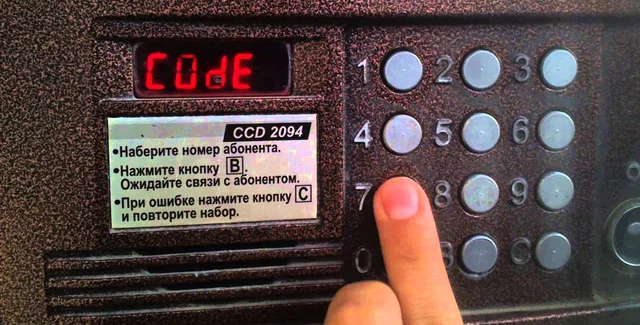 COdE
CCD 2094
•Наберите номер абонента.
•Нажмите кнопку B.
Ожидайте связи с абонентом.
•При ошибке нажмите кнопку C
и повторите набор.
1 2 3
4 5 6
7 8 9
0 B C